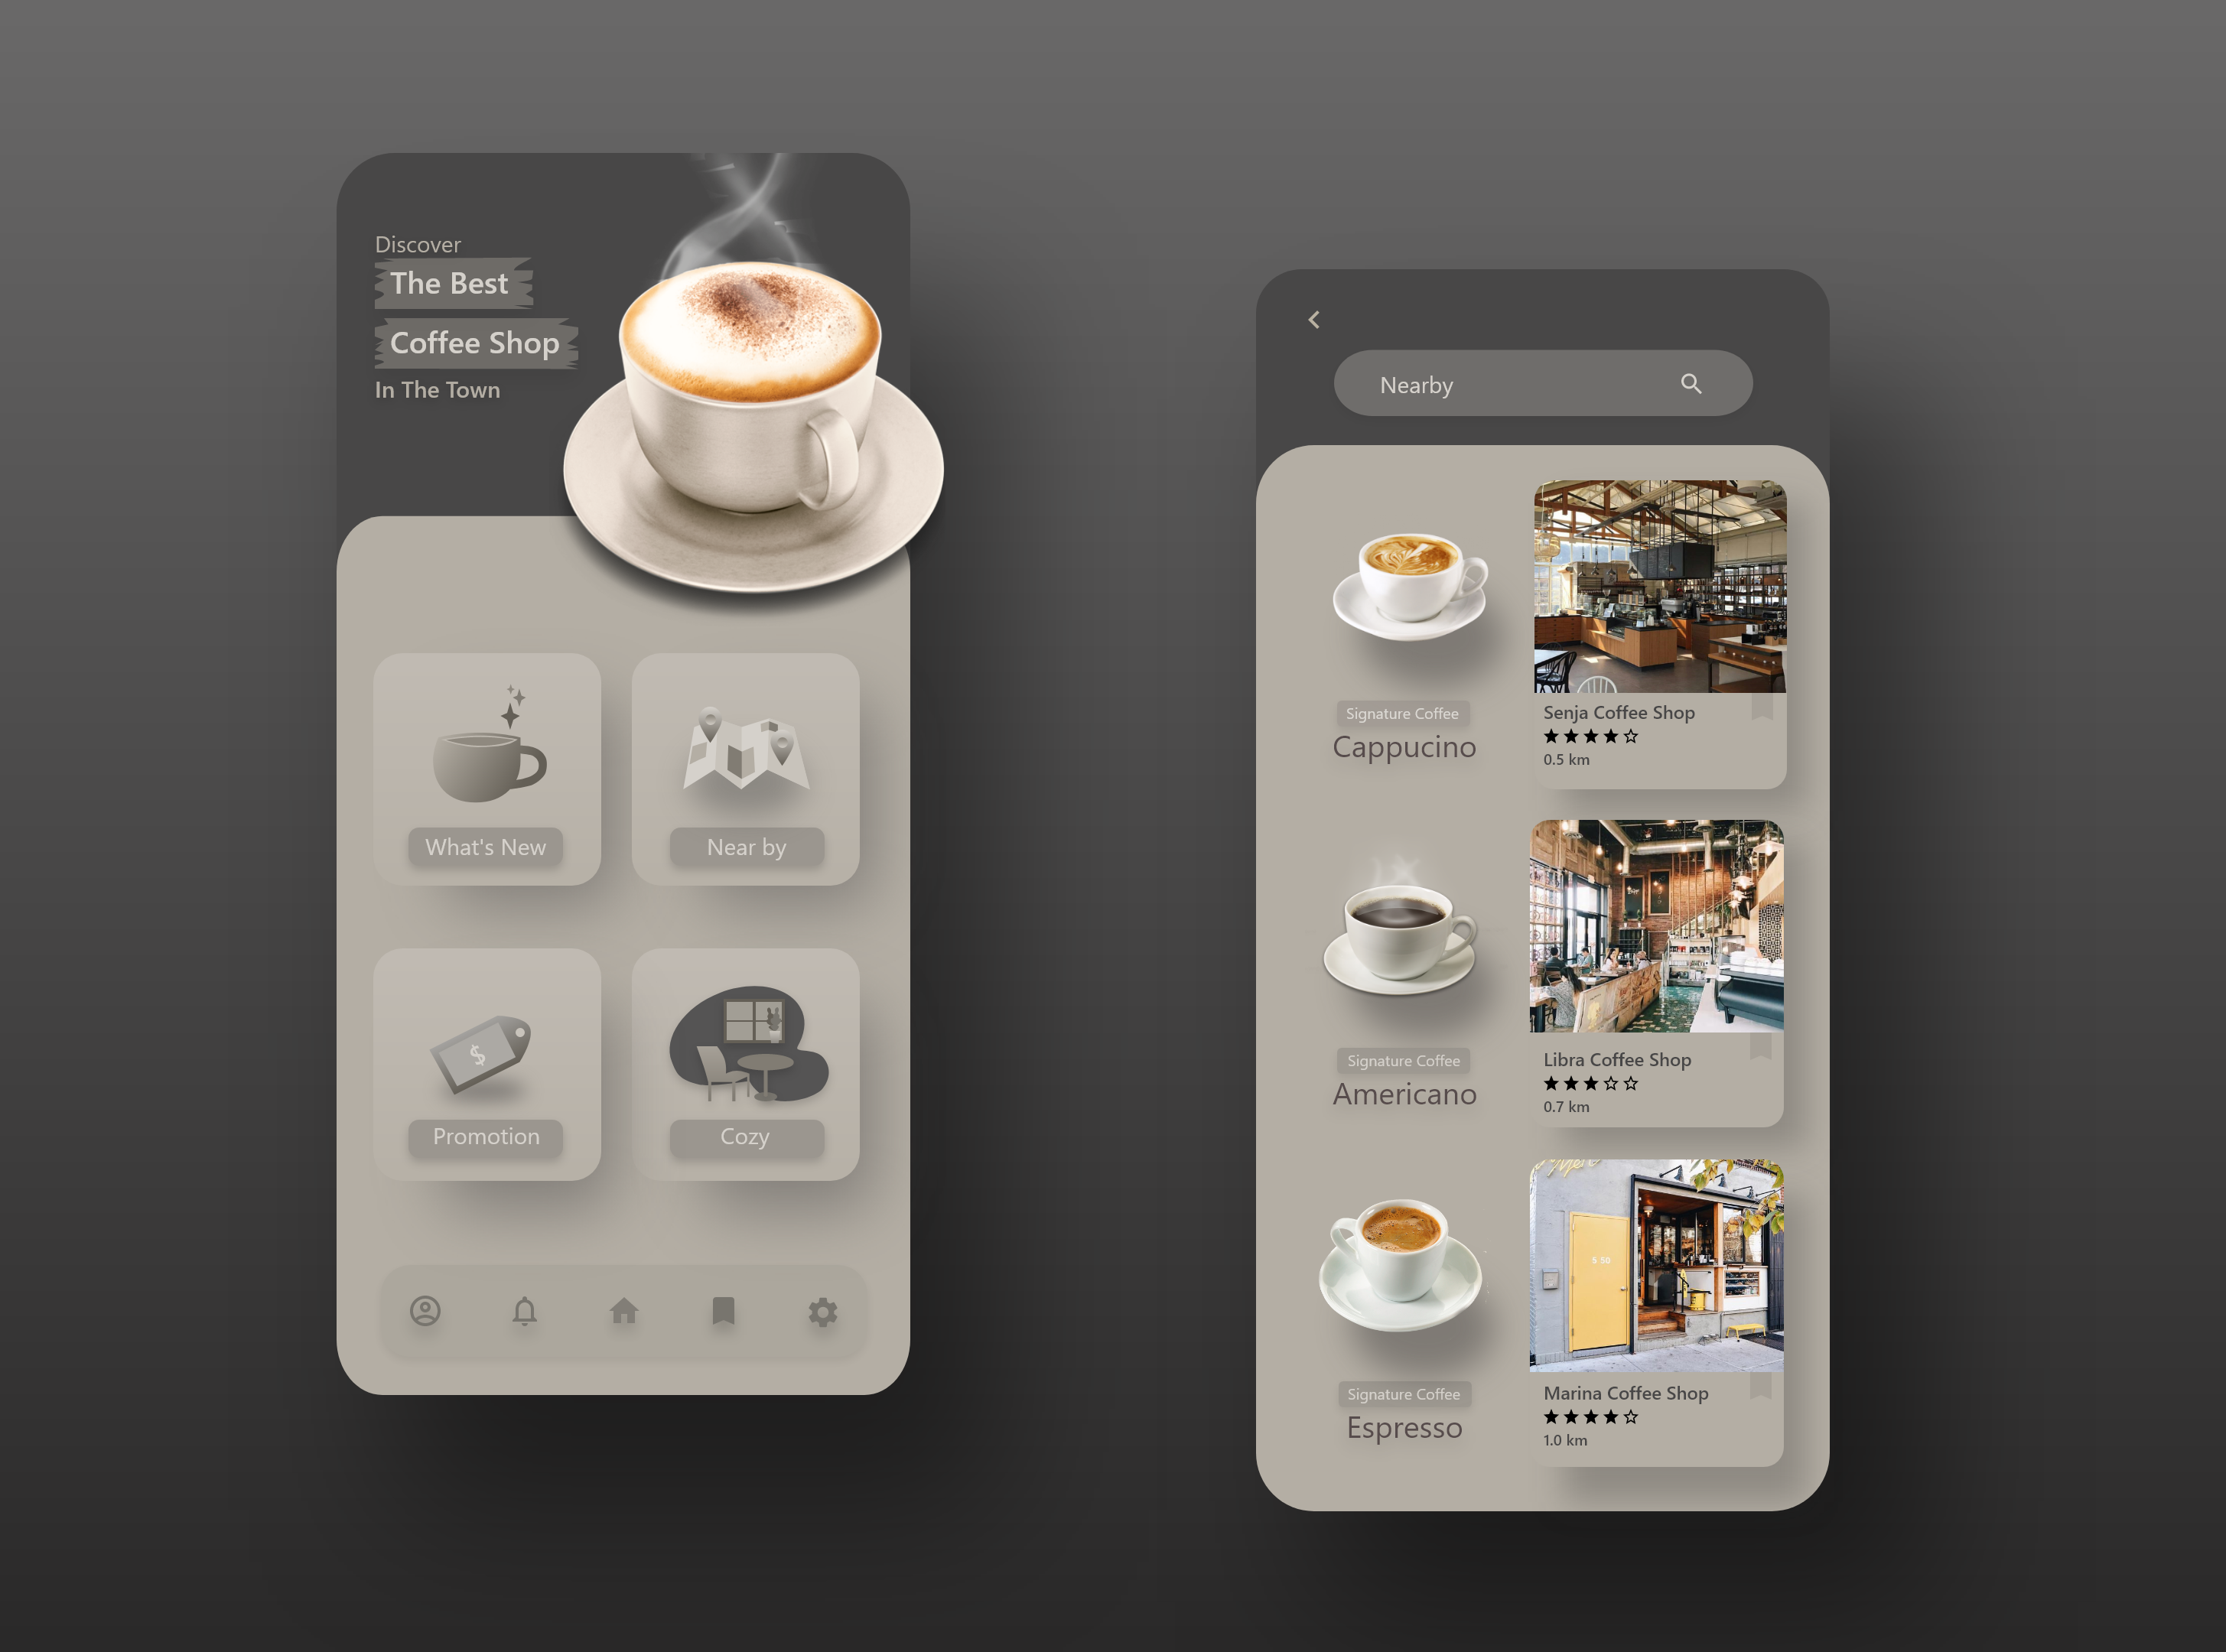 Discover
The Best
Coffee Shop
In The Town
What's New
Near by
$
Promotion
Cozy
Nearby
Signature Coffee
Cappucino
Senja Coffee Shop
0.5 km
Signature Coffee
Americano
Libra Coffee Shop
0.7 km
5 50
Signature Coffee
Espresso
Marina Coffee Shop
1.0 km